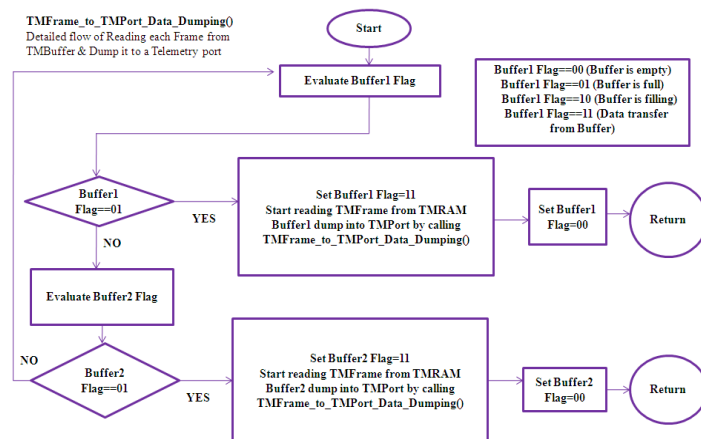 TMFrame_to_TMPort_Data_Dumping()
Detailed flow of Reading each Frame from
TMBuffer & Dump it to a Telemetry port
Start
Evaluate Buffer1 Flag
Buffer1 Flag==00 (Buffer is empty)
Buffer1 Flag==01 (Buffer is full)
Buffer1 Flag==10 (Buffer is filling)
Buffer1 Flag==11 (Data transfer
from Buffer)
Buffer1
Flag==01
YES
NO
Set Buffer1 Flag=11
Start reading TMFrame from TMRAM
Buffer1 dump into TMPort by calling
TMFrame_to_TMPort_Data_Dumping()
Set Buffer1
Flag=00
Return
Evaluate Buffer2 Flag
Buffer2
Flag==01
NO
YES
Set Buffer2 Flag=11
Start reading TMFrame from TMRAM
Buffer2 dump into TMPort by calling
TMFrame_to_TMPort_Data_Dumping()
Set Buffer2
Flag=00
Return